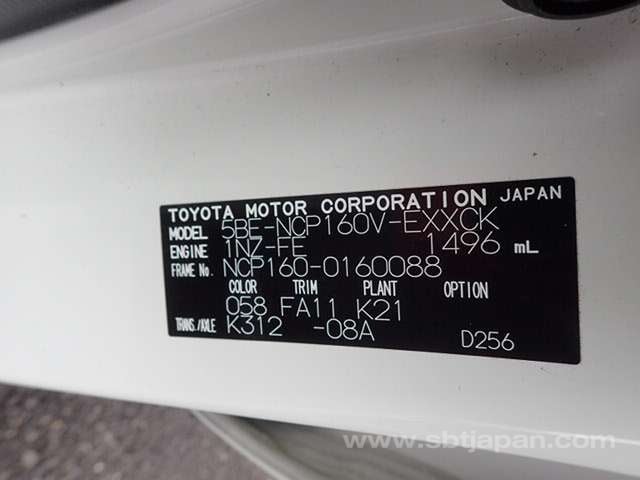 TOYOTA MOTOR CORPORATION JAPAN
MODEL 5BE-NCP160V-EXXCK
ENGINE 1NZ-FE 1496 mL
FRAME No. NCP160-0160088
COLOR TRIM PLANT OPTION
058 FA11 K21
TRANS./AXLE K312 -08A
D256
www.sbtjapan.com